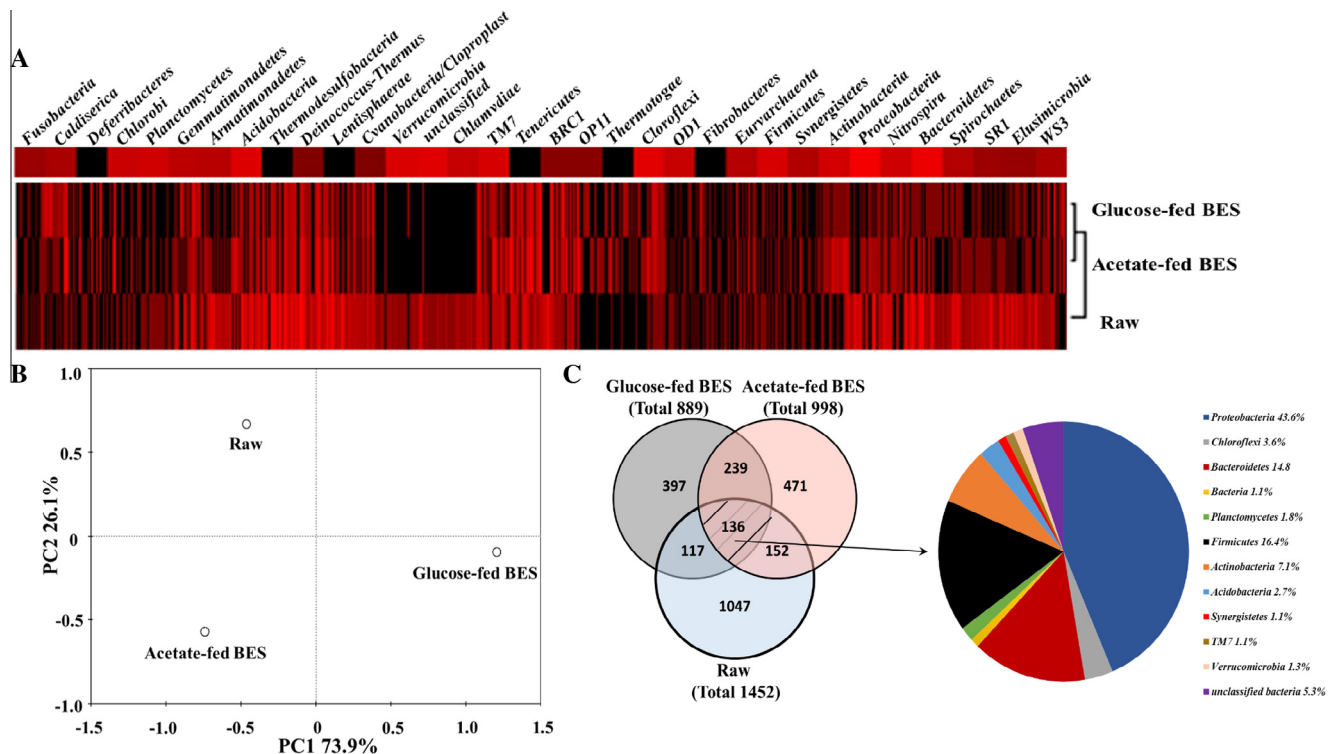 A
Fusobacteria
Caldiserica
Deferribacteres
Chlorobi
Planctomycetes
Gemmatimonadetes
Armatimonadetes
Acidobacteria
Thermodesulfobacteria
Deinococcus-Thermus
Lentisphaerae
Cvanobacteria/Cloproplast
Verrucomicrobia
unclassified
Chlamvdiae
TM7
Tenericutes
BRC1
OP11
Thermotogae
Cloroflexi
OD1
Fibrobacteres
Eurvarchaeota
Firmicutes
Synergistetes
Actinobacteria
Proteobacteria
Nitrospira
Bacteroidetes
Spirochaetes
SR1
Elusimicrobia
WS3
Glucose-fed BES
Acetate-fed BES
Raw
B
1.0
0.5
0
-0.5
-1.0
PC2 26.1%
Raw
Glucose-fed BES
Acetate-fed BES
-1.5
-1.0
-0.5
0
0.5
1.0
1.5
PC1 73.9%
C
Glucose-fed BES
(Total 889)
Acetate-fed BES
(Total 998)
397
239
471
136
117
152
1047
Raw
(Total 1452)
Proteobacteria 43.6%
Chloroflexi 3.6%
Bacteroidetes 14.8
Bacteria 1.1%
Planctomycetes 1.8%
Firmicutes 16.4%
Actinobacteria 7.1%
Acidobacteria 2.7%
Synergistetes 1.1%
TM7 1.1%
Verrucomicrobia 1.3%
unclassified bacteria 5.3%